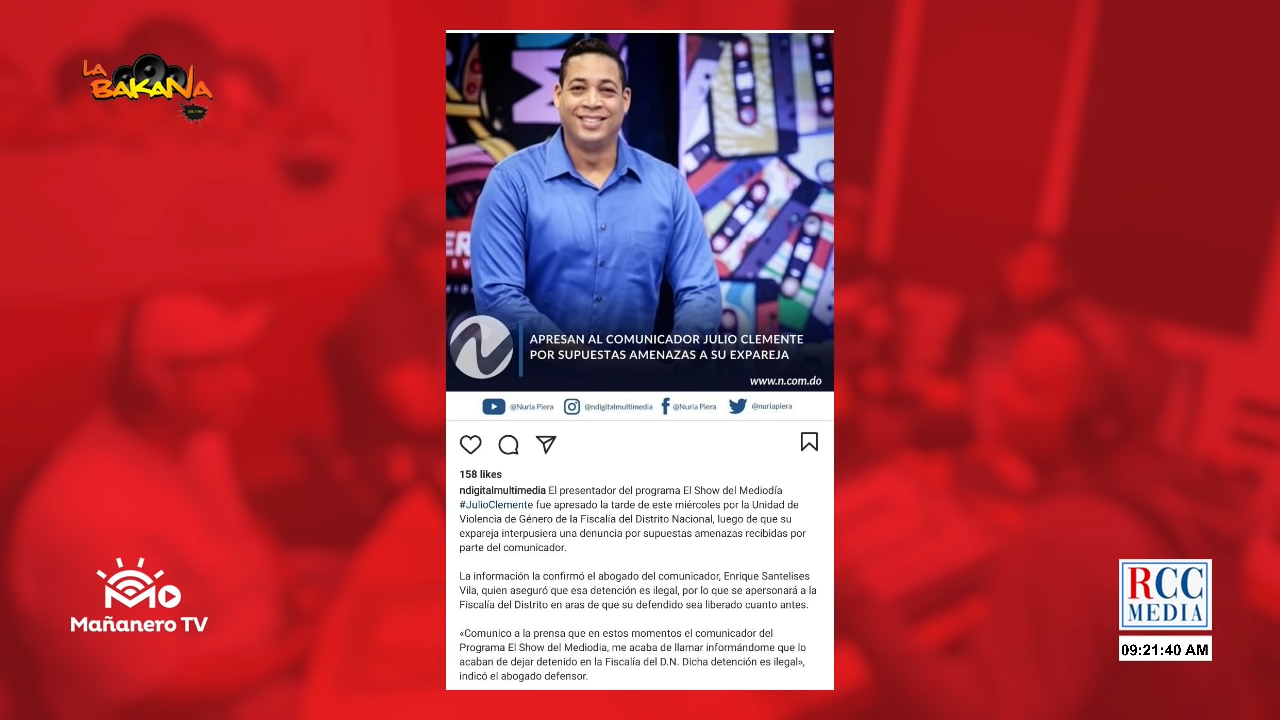 LA
BAKANA
APRESAN AL COMUNICADOR JULIO CLEMENTE
POR SUPUESTAS AMENAZAS A SU EXPAREJA
www.n.com.do
@Nuria Piera @ndigitalmultimedia @Nuria Piera @nuriapiera
158 likes
ndigitalmultimedia El presentador del programa El Show del Mediodía
#JulioClemente fue apresado la tarde de este miércoles por la Unidad de
Violencia de Género de la Fiscalía del Distrito Nacional, luego de que su
expareja interpusiera una denuncia por supuestas amenazas recibidas por
parte del comunicador.
La información la confirmó el abogado del comunicador, Enrique Santelises
Vila, quien aseguró que esa detención es ilegal, por lo que se apersonará a la
Fiscalía del Distrito en aras de que su defendido sea liberado cuanto antes.
«Comunico a la prensa que en estos momentos el comunicador del
Programa El Show del Mediodia, me acaba de llamar informándome que lo
acaban de dejar detenido en la Fiscalía del D.N. Dicha detención es ilegal»,
indicó el abogado defensor.
Mañanero TV
RCC
MEDIA
09:21:40 AM